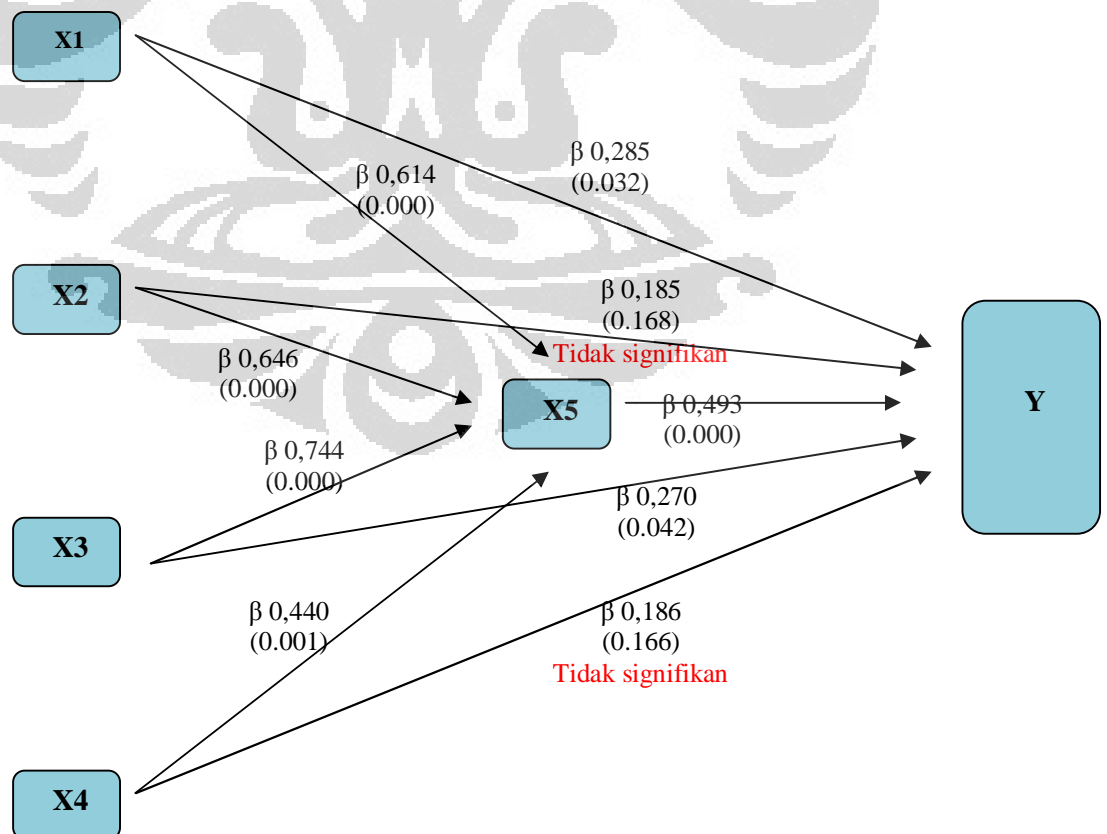 X1
β 0,285
(0.032)
β 0,614
(0.000)
X2
β 0,185
(0.168)
Tidak signifikan
β 0,646
(0.000)
X5
Y
β 0,493
(0.000)
β 0,744
(0.000)
β 0,270
(0.042)
X3
β 0,440
(0.001)
β 0,186
(0.166)
Tidak signifikan
X4